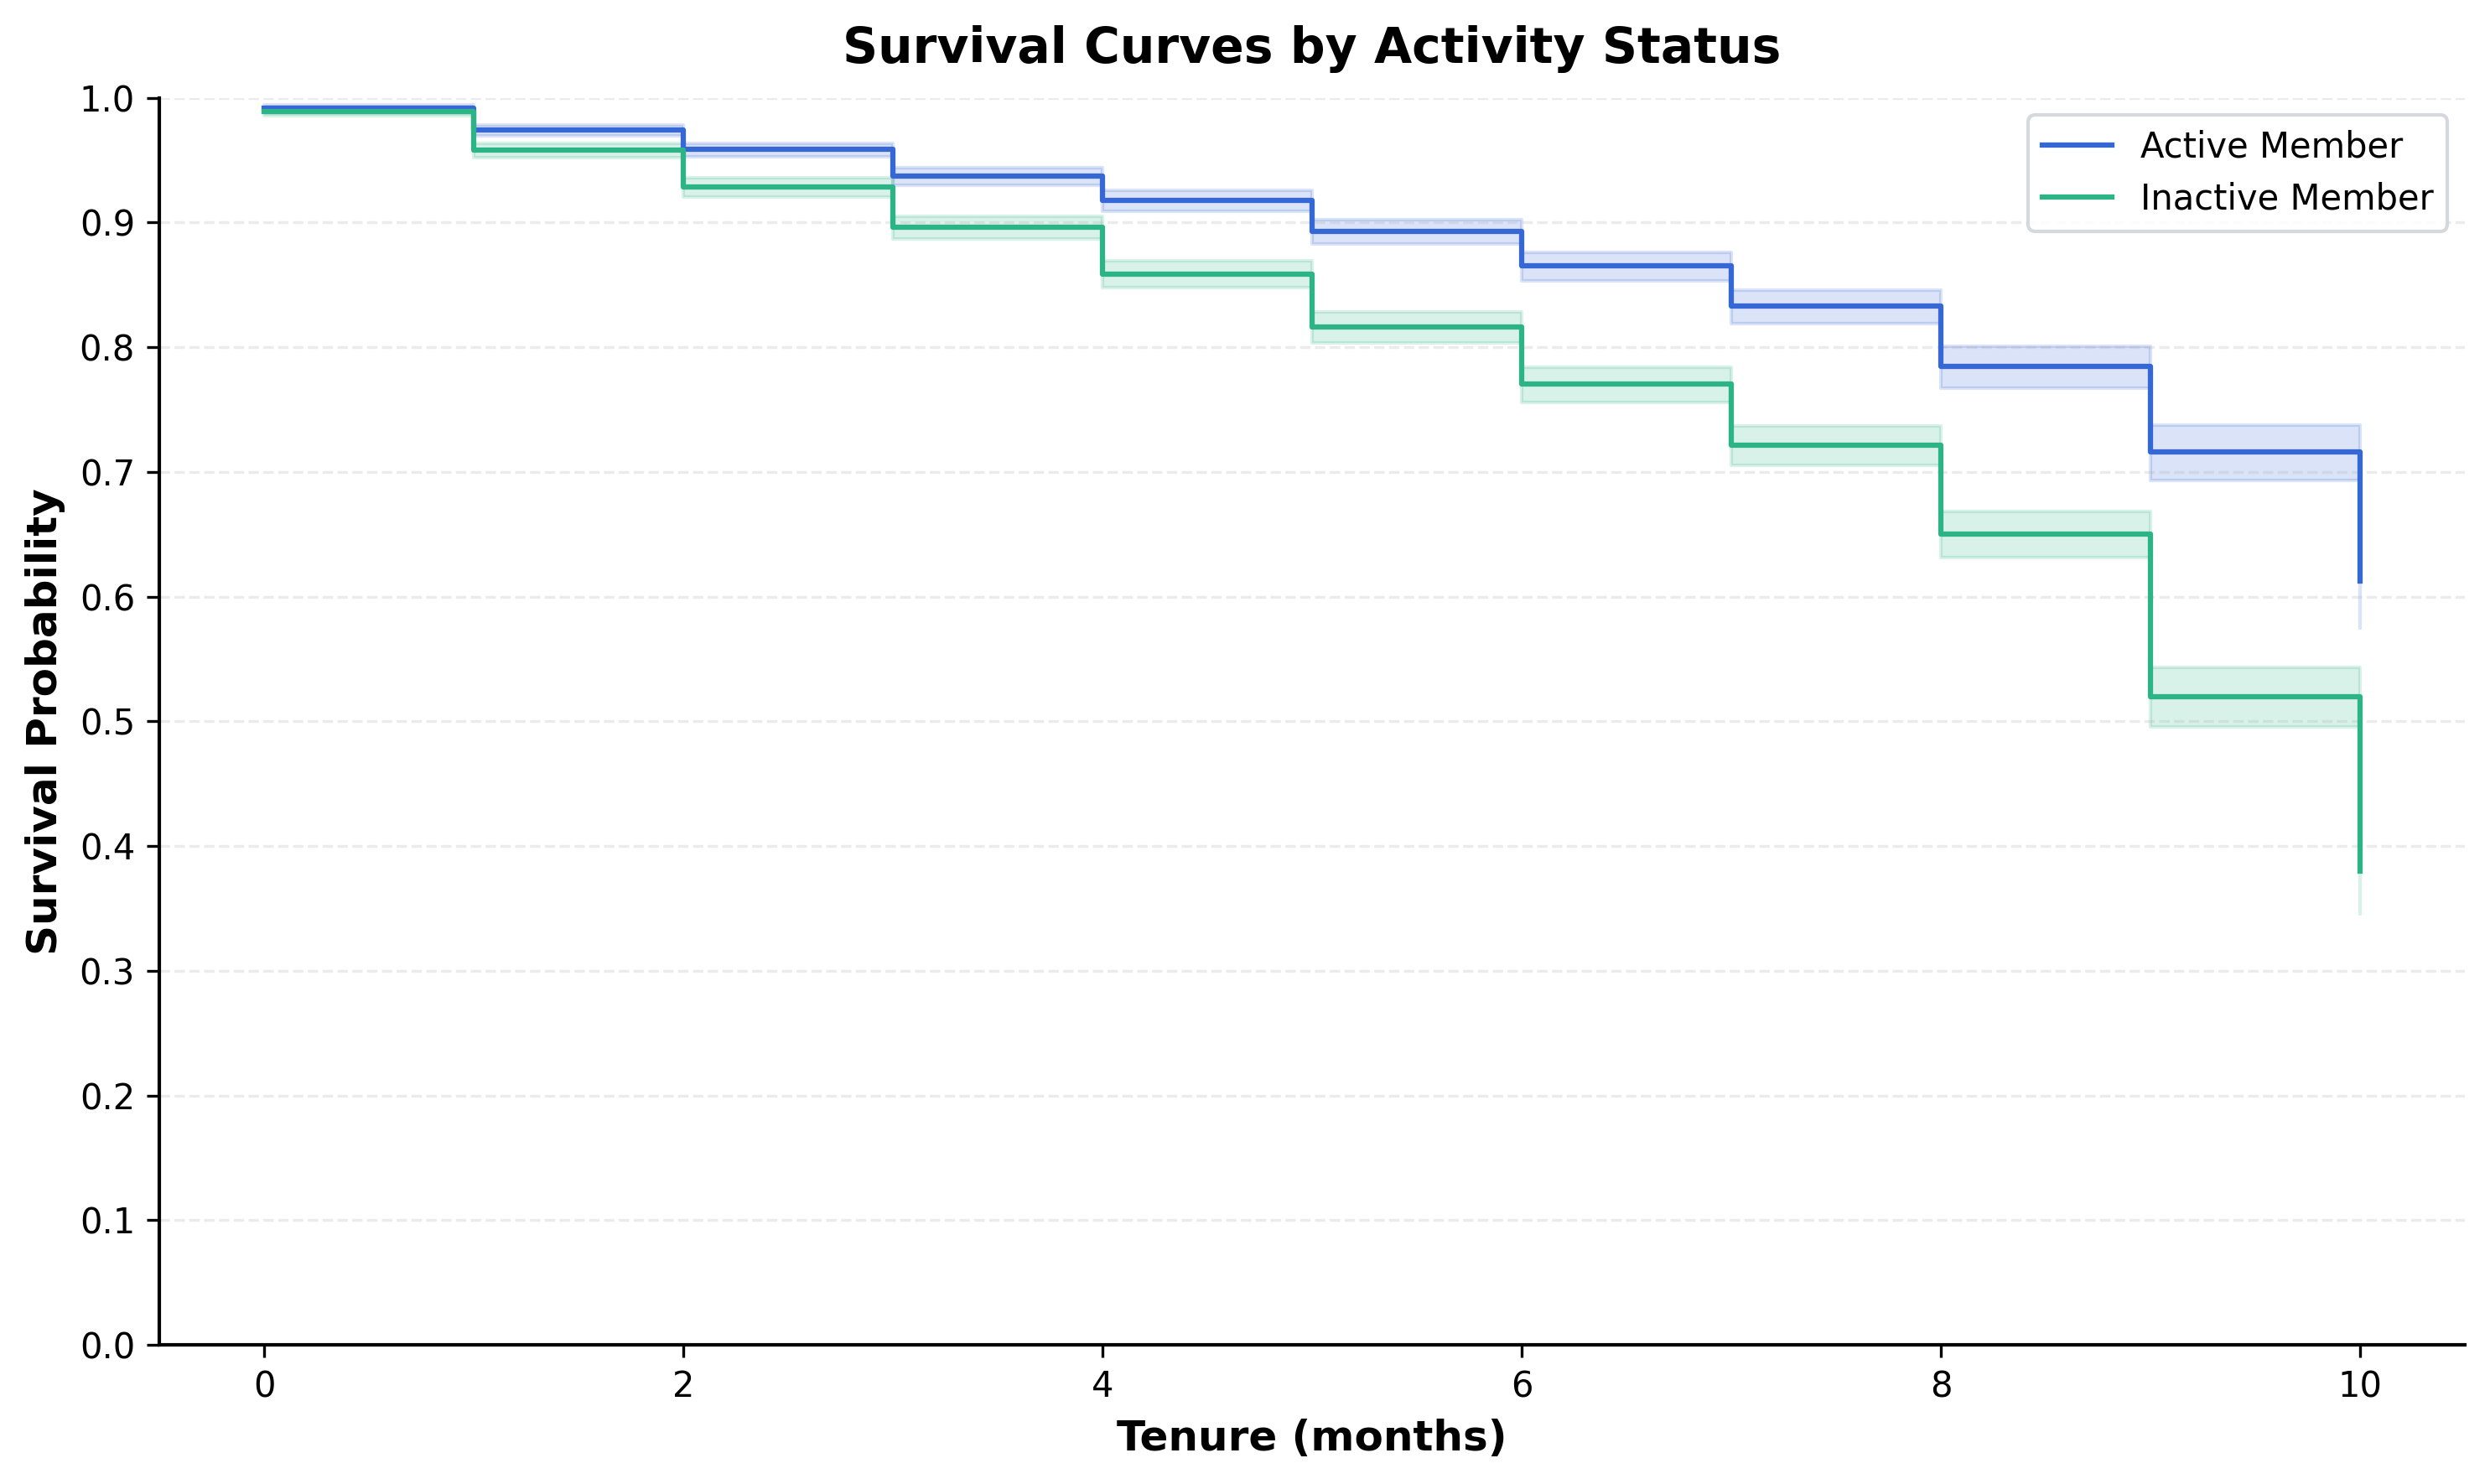 Survival Curves by Activity Status
1.0
0.9
0.8
0.7
0.6
0.5
0.4
0.3
0.2
0.1
0.0
Survival Probability
Active Member
Inactive Member
0 2 4 6 8 10
Tenure (months)